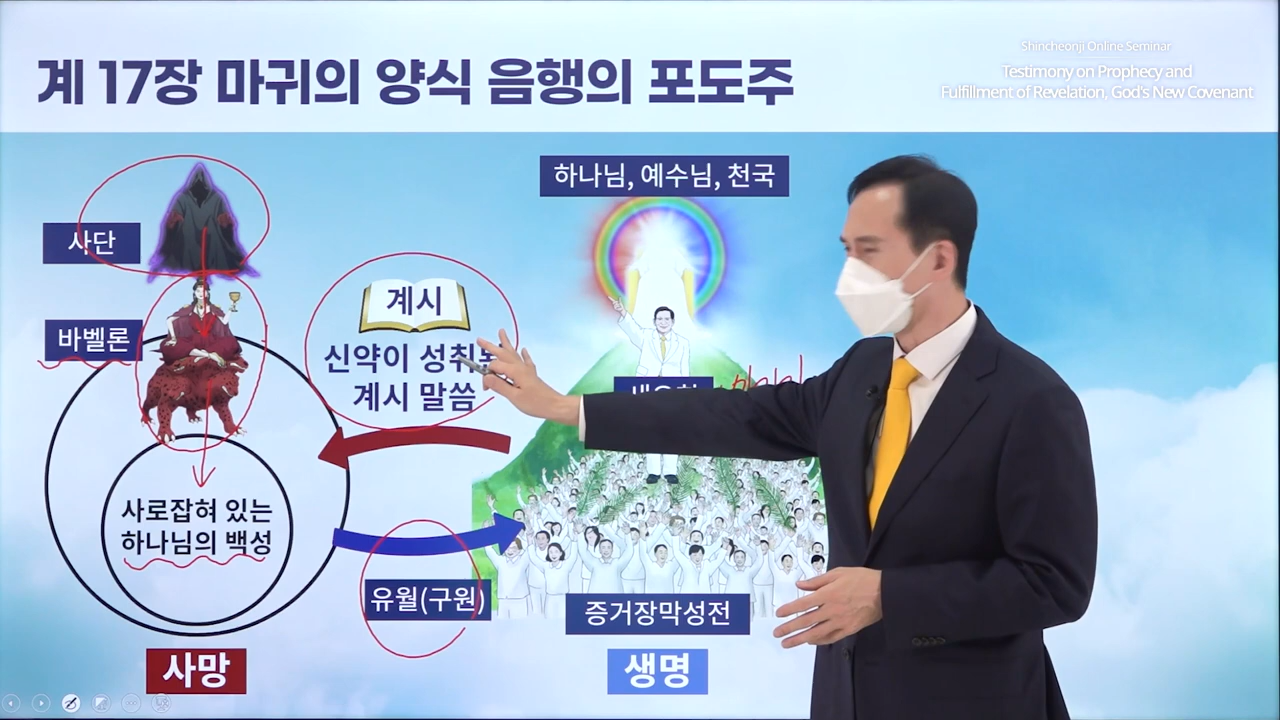 Shincheonji Online Seminar
Testimony on Prophecy and
Fulfillment of Revelation, God's New Covenant
계 17장 마귀의 양식 음행의 포도주
하나님, 예수님, 천국
사단
바벨론
계시
신약이 성취
계시 말씀
사로잡혀 있는
하나님의 백성
유월(구원)
증거장막성전
사망
생명